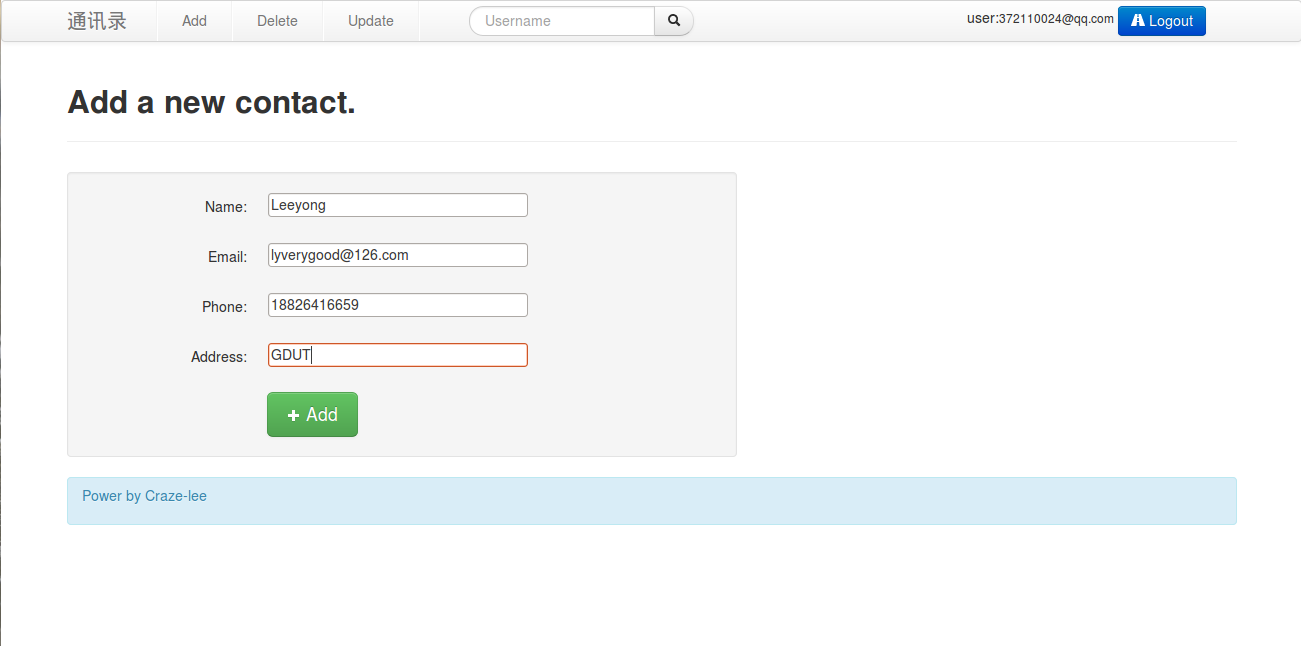 通讯录 Add Delete Update Username user:372110024@qq.com Logout
Add a new contact.
Name: Leeyong
Email: lyverygood@126.com
Phone: 18826416659
Address: GDUT
Add
Power by Craze-lee